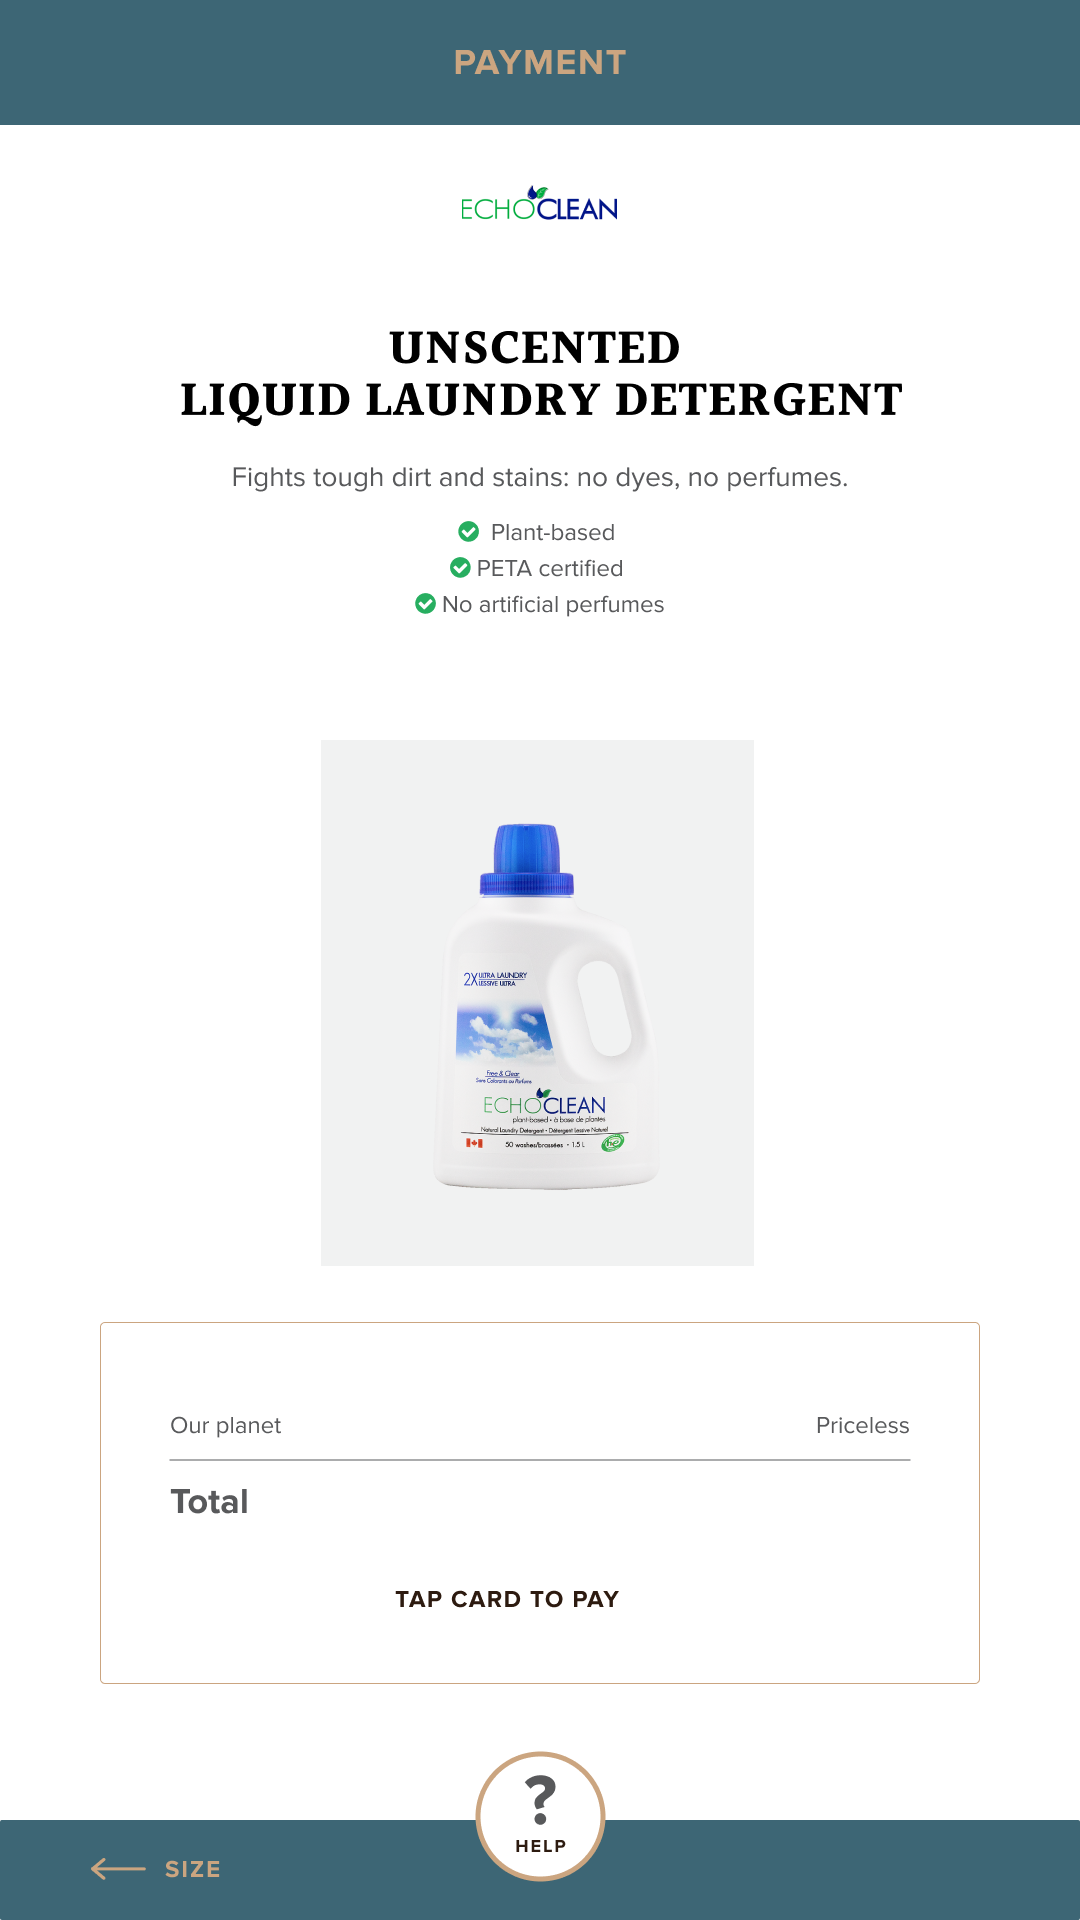 PAYMENT
ECHOCLEAN
UNSCENTED
LIQUID LAUNDRY DETERGENT
Fights tough dirt and stains: no dyes, no perfumes.
Plant-based
PETA certified
No artificial perfumes
2X ULTRA LAUNDRY
LESSIVE ULTRA
Free & Clear
Sans Colorants ou Parfums
ECHOCLEAN
plant-based • à base de plantes
Natural Laundry Detergent • Détergent Lessive Naturel
50 washes/brassées • 1.5 L
he
Our planet Priceless
Total
TAP CARD TO PAY
?
HELP
SIZE